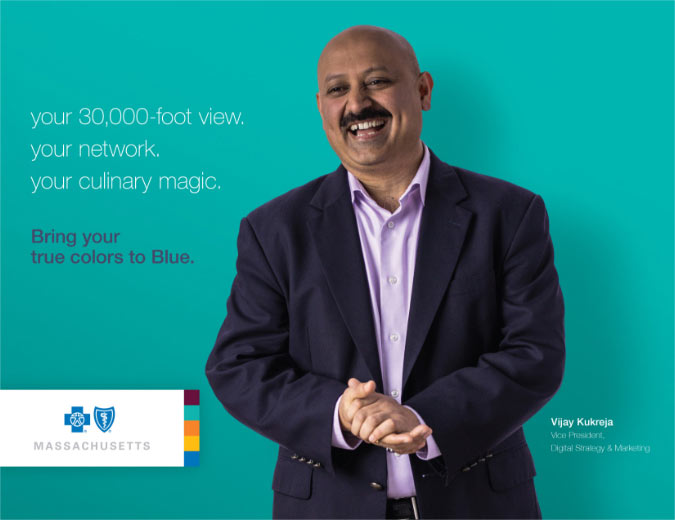 your 30,000-foot view.
your network.
your culinary magic.
Bring your
true colors to Blue.
MASSACHUSETTS
Vijay Kukreja
Vice President,
Digital Strategy & Marketing